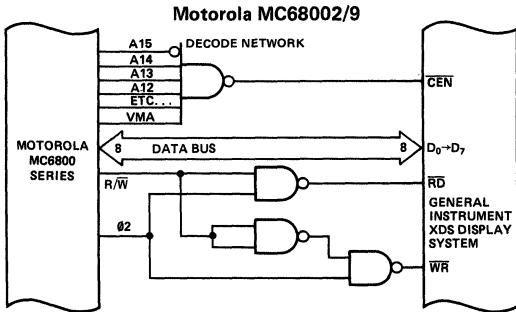 Motorola MC68002/9
A15
DECODE NETWORK
A14
A13
A12
ETC...
VMA
CEN
MOTOROLA
MC6800
SERIES
8
DATA BUS
8
D₀→D₇
R/W
RD
GENERAL
INSTRUMENT
XDS DISPLAY
SYSTEM
Ø2
WR